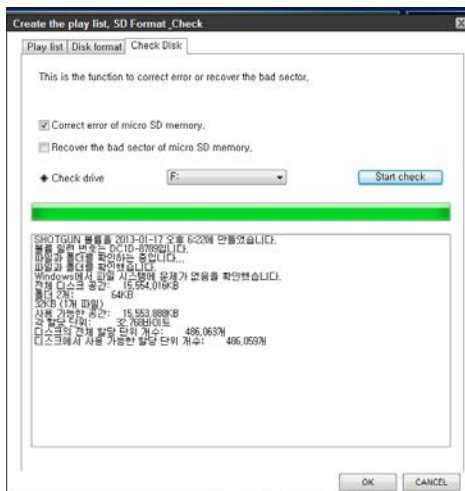 Create the play list, SD Format_Check
Play list Disk format Check Disk
This is the function to correct error or recover the bad sector,
Correct error of micro SD memory,
Recover the bad sector of micro SD memory,
Check drive F: Start check
SHOTGUN 볼륨을 2013-01-17 오후 6:22에 만들었습니다.
볼륨 일련 번호는 DC1D-8789입니다.
파일과 폴더를 확인하는 중입니다...
파일과 폴더를 확인했습니다.
Windows에서 파일 시스템에 문제가 없음을 확인했습니다.
전체 디스크 공간: 15,554,016KB
폴더 2개: 64KB
32KB (1개 파일)
사용 가능한 공간: 15,553,888KB
각 할당 단위: 32,768바이트
디스크의 전체 할당 단위 개수: 486,063개
디스크에서 사용 가능한 할당 단위 개수: 486,059개
OK CANCEL